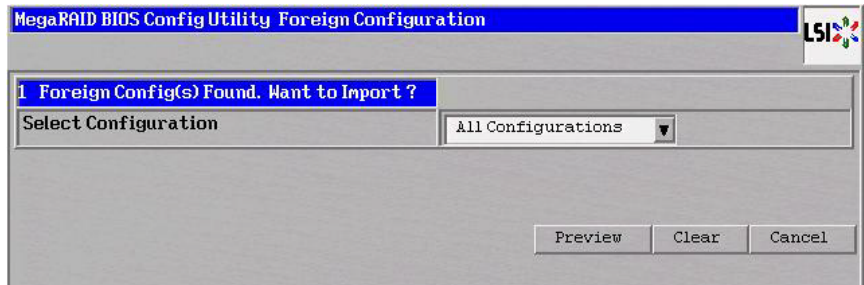 MegaRAID BIOS Config Utility Foreign Configuration
LSI
1 Foreign Config(s) Found. Want to Import ?
Select Configuration
All Configurations
Preview Clear Cancel